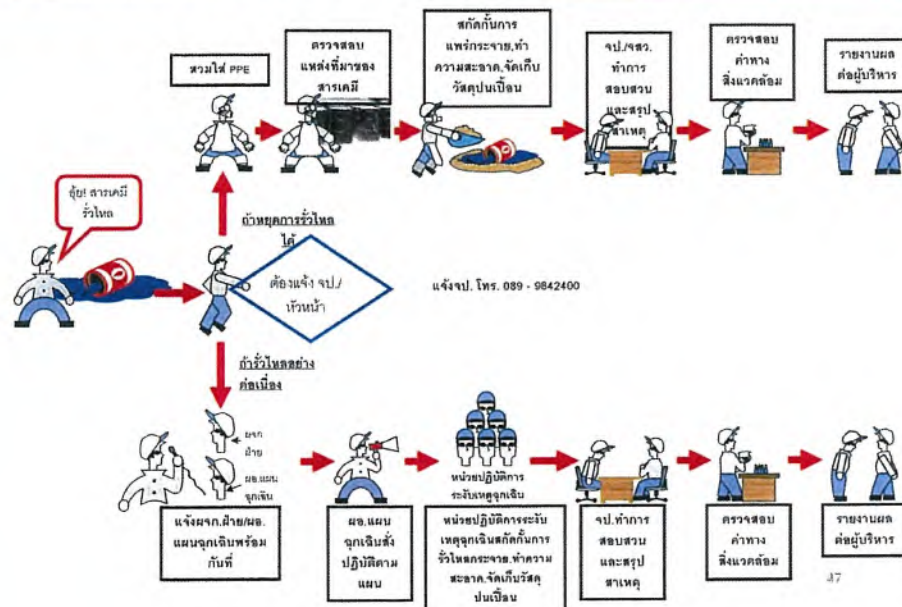 สวมใส่ PPE
ตรวจสอบ
แหล่งที่มาของ
สารเคมี
สกัดกั้นการ
แพร่กระจาย,ทำ
ความสะอาด,จัดเก็บ
วัสดุปนเปื้อน
จป./จสว.
ทำการ
สอบสวน
และสรุป
สาเหตุ
ตรวจสอบ
ค่าทาง
สิ่งแวดล้อม
รายงานผล
ต่อผู้บริหาร
อุ้ย! สารเคมี
รั่วไหล
ถ้าหยุดการรั่วไหล
ได้
ต้องแจ้ง จป./
หัวหน้า
แจ้งจป. โทร. 089 - 9842400
ถ้ารั่วไหลอย่าง
ต่อเนื่อง
ผจก
ฝ่าย
ผอ.แผน
ฉุกเฉิน
แจ้งผจก.ฝ่าย/ผอ.
แผนฉุกเฉินพร้อม
กันที่
ผอ.แผน
ฉุกเฉินสั่ง
ปฏิบัติตาม
แผน
หน่วยปฏิบัติการ
ระงับเหตุฉุกเฉิน
หน่วยปฏิบัติการระงับ
เหตุฉุกเฉินสกัดกั้นการ
รั่วไหลกระจาย,ทำความ
สะอาด,จัดเก็บวัสดุ
ปนเปื้อน
จป.ทำการ
สอบสวน
และสรุป
สาเหตุ
ตรวจสอบ
ค่าทาง
สิ่งแวดล้อม
รายงานผล
ต่อผู้บริหาร
47